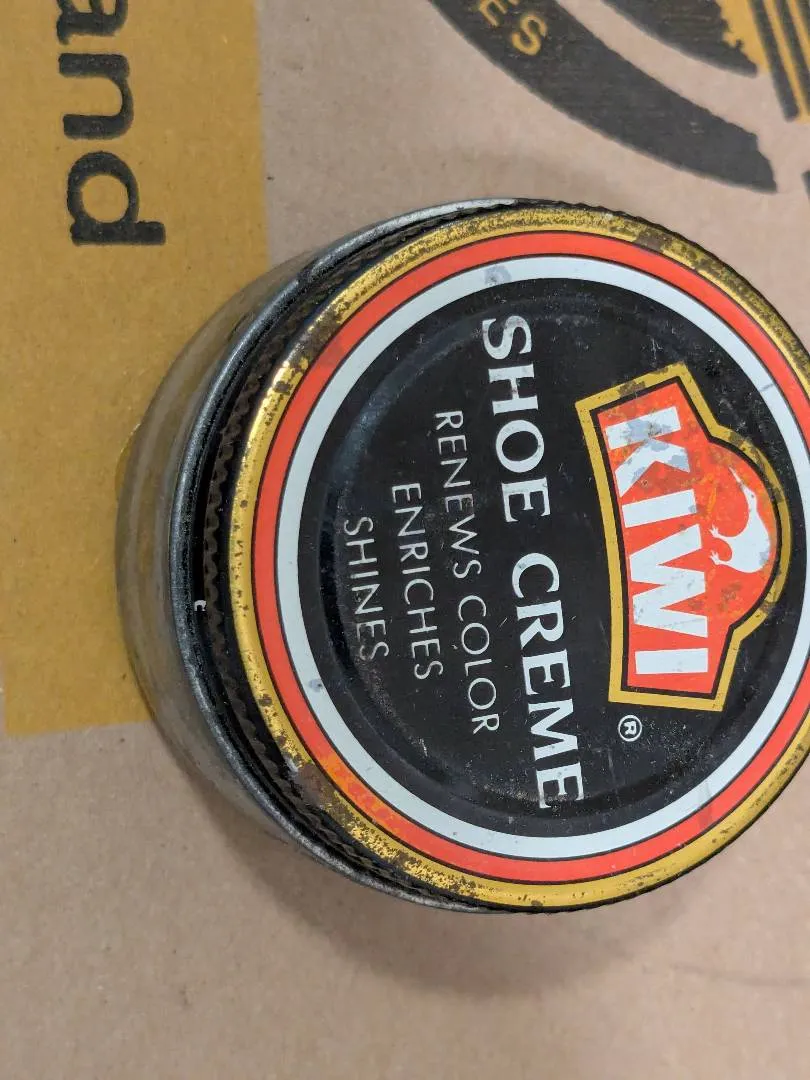 KIWI
®
SHOE CREME
RENEWS COLOR
ENRICHES
SHINES
and